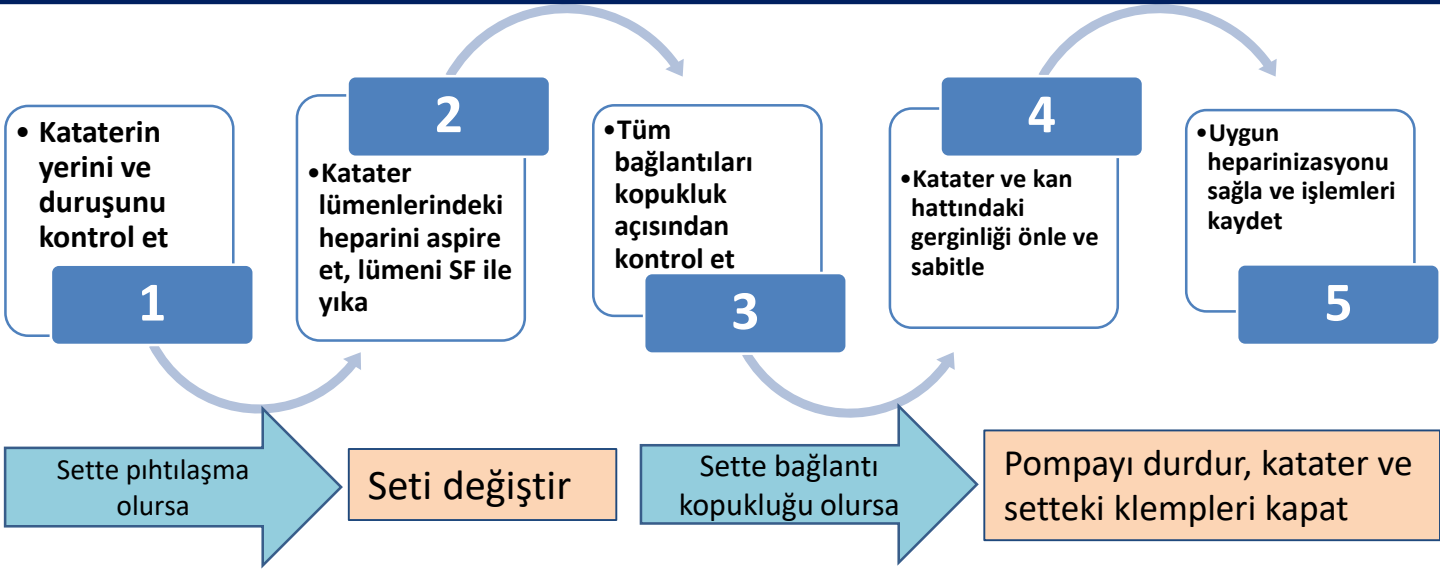 • Kataterin
yerini ve
duruşunu
kontrol et
1
2
•Katater
lümenlerindeki
heparini aspire
et, lümeni SF ile
yıka
•Tüm
bağlantıları
kopukluk
açısından
kontrol et
3
4
•Katater ve kan
hattındaki
gerginliği önle ve
sabitle
•Uygun
heparinizasyonu
sağla ve işlemleri
kaydet
5
Sette pıhtılaşma
olursa
Seti değiştir
Sette bağlantı
kopukluğu olursa
Pompayı durdur, katater ve
setteki klempleri kapat